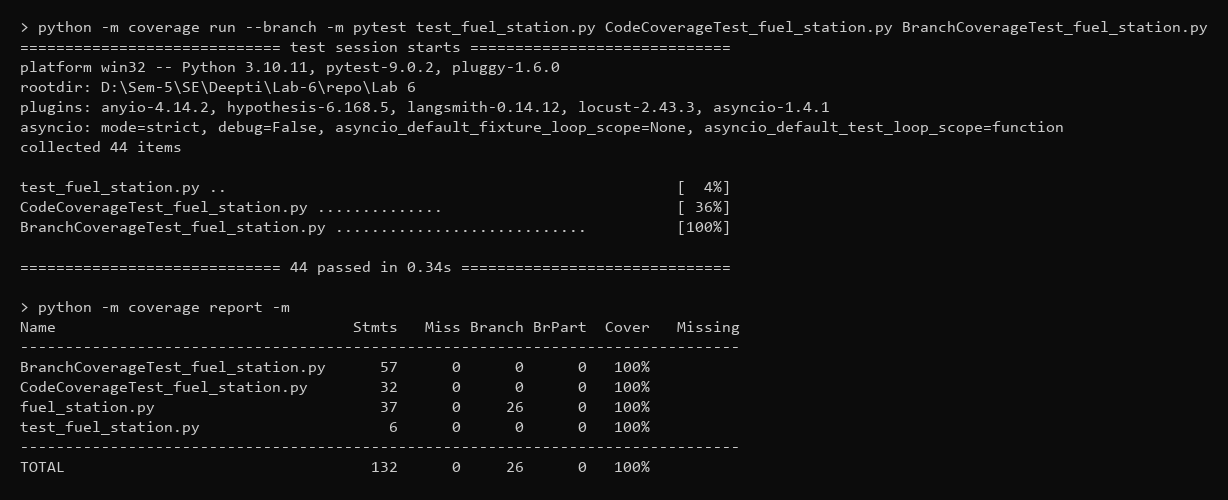 > python -m coverage run --branch -m pytest test_fuel_station.py CodeCoverageTest_fuel_station.py BranchCoverageTest_fuel_station.py
============================= test session starts =============================
platform win32 -- Python 3.10.11, pytest-9.0.2, pluggy-1.6.0
rootdir: D:\Sem-5\SE\Deepti\Lab-6\repo\Lab 6
plugins: anyio-4.14.2, hypothesis-6.168.5, langsmith-0.14.12, locust-2.43.3, asyncio-1.4.1
asyncio: mode=strict, debug=False, asyncio_default_fixture_loop_scope=None, asyncio_default_test_loop_scope=function
collected 44 items

test_fuel_station.py ..                                                  [  4%]
CodeCoverageTest_fuel_station.py ..............                          [ 36%]
BranchCoverageTest_fuel_station.py ............................          [100%]

============================= 44 passed in 0.34s ==============================

> python -m coverage report -m
Name                                 Stmts   Miss Branch BrPart  Cover   Missing
--------------------------------------------------------------------------------
BranchCoverageTest_fuel_station.py      57      0      0      0   100%
CodeCoverageTest_fuel_station.py        32      0      0      0   100%
fuel_station.py                         37      0     26      0   100%
test_fuel_station.py                     6      0      0      0   100%
--------------------------------------------------------------------------------
TOTAL                                  132      0     26      0   100%